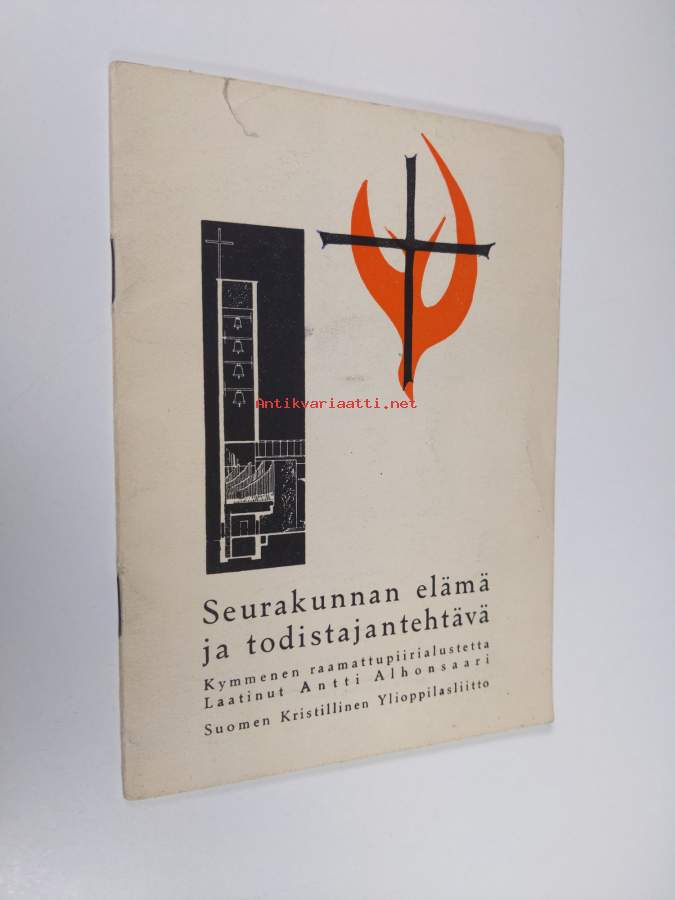 Antikvariaatti.net
Seurakunnan elämä
ja todistajantehtävä
Kymmenen raamattupiirialustetta
Laatinut Antti Alhonsaari
Suomen Kristillinen Ylioppilasliitto